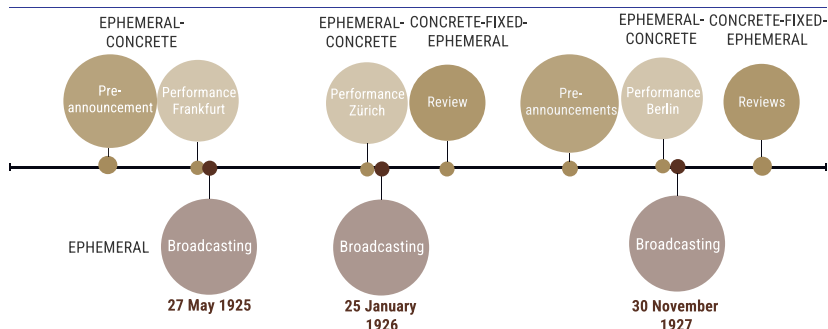 EPHEMERAL-
CONCRETE
EPHEMERAL-
CONCRETE
CONCRETE-FIXED-
EPHEMERAL
EPHEMERAL-
CONCRETE
CONCRETE-FIXED-
EPHEMERAL
Pre-
announcement
Performance
Frankfurt
Performance
Zürich
Review
Pre-
announcements
Performance
Berlin
Reviews
EPHEMERAL
Broadcasting
Broadcasting
Broadcasting
27 May 1925
25 January
1926
30 November
1927